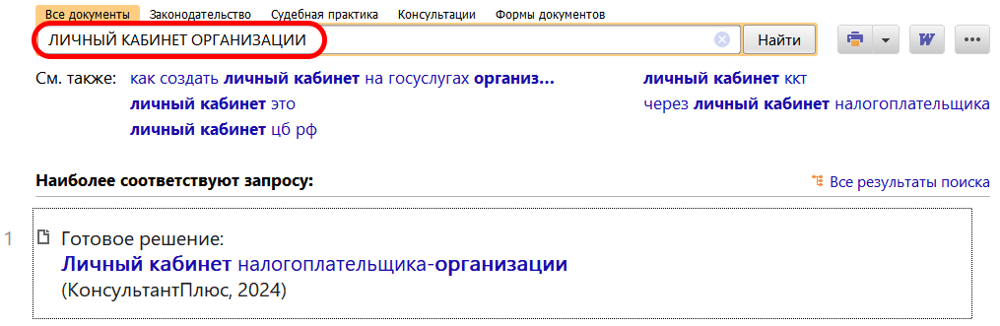 Все документы Законодательство Судебная практика Консультации Формы документов
ЛИЧНЫЙ КАБИНЕТ ОРГАНИЗАЦИИ Найти W
См. также: как создать личный кабинет на госуслугах организ... личный кабинет ккт
личный кабинет это через личный кабинет налогоплательщика
личный кабинет цб рф
Наиболее соответствуют запросу: Все результаты поиска
1 Готовое решение:
Личный кабинет налогоплательщика-организации
(КонсультантПлюс, 2024)